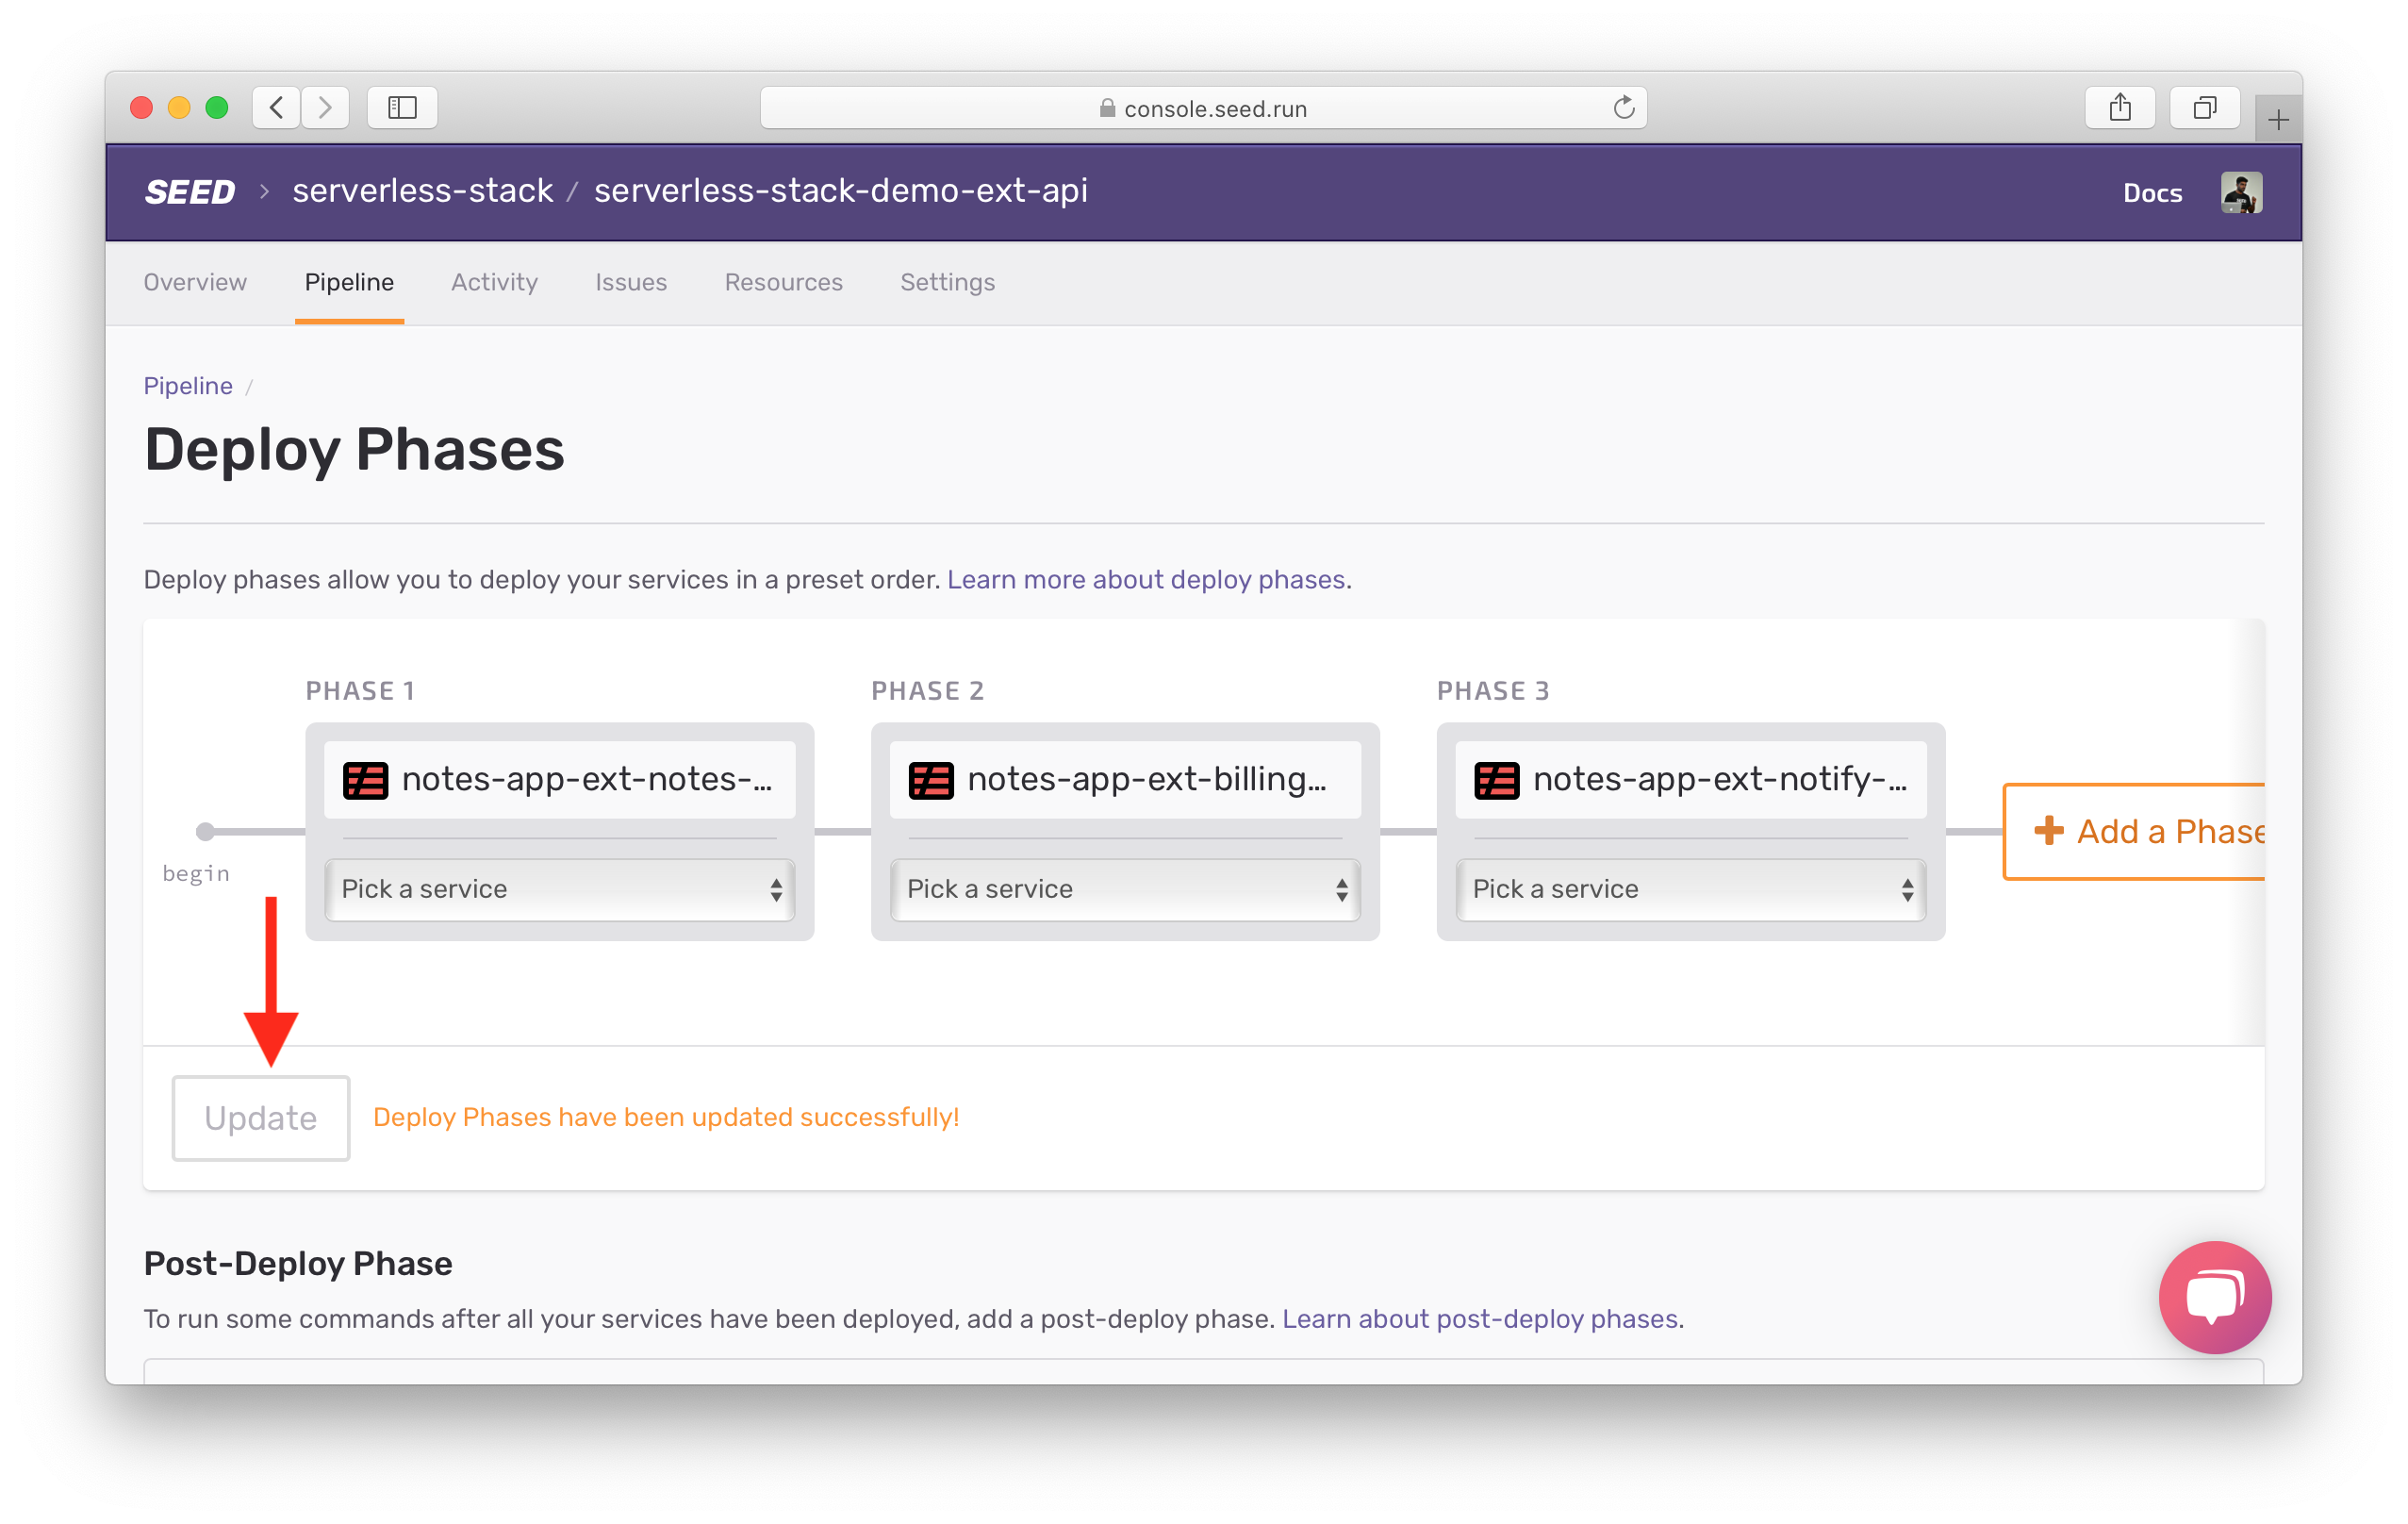 console.seed.run
SEED > serverless-stack / serverless-stack-demo-ext-api Docs
Overview Pipeline Activity Issues Resources Settings
Pipeline /
Deploy Phases
Deploy phases allow you to deploy your services in a preset order. Learn more about deploy phases.
PHASE 1 PHASE 2 PHASE 3
notes-app-ext-notes-... notes-app-ext-billing... notes-app-ext-notify-...
+ Add a Phase
begin
Pick a service Pick a service Pick a service
Update Deploy Phases have been updated successfully!
Post-Deploy Phase
To run some commands after all your services have been deployed, add a post-deploy phase. Learn about post-deploy phases.